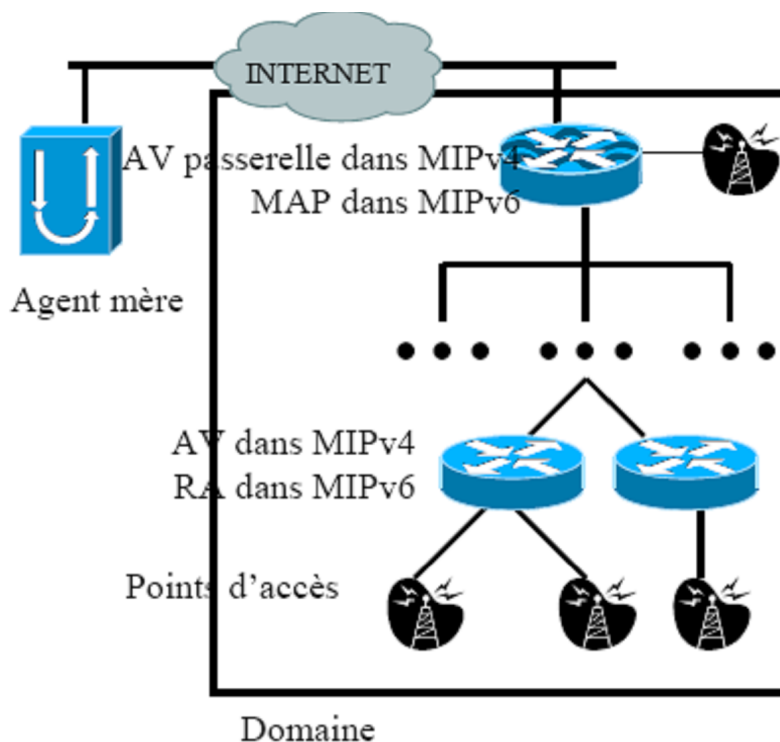 INTERNET
AV passerelle dans MIPv4
MAP dans MIPv6
Agent mère
AV dans MIPv4
RA dans MIPv6
Points d’accès
Domaine